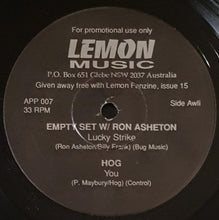 For promotional use only
LEMON
MUSIC
P.O. Box 651 Glebe NSW 2037 Australia
Given away free with Lemon Fanzine, issue 15
APP 007
33 RPM
Side Awli
EMPTY SET W/ RON ASHETON
Lucky Strike
(Ron Asheton/Billy Frank) (Bug Music)
HOG
You
(P. Maybury/Hog) (Control)